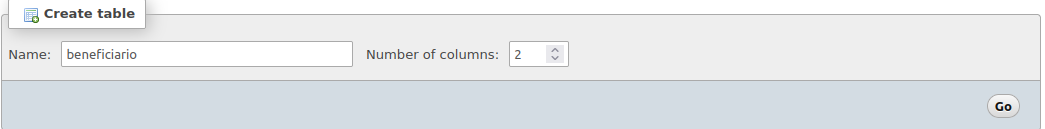 Create table
Name: beneficiario Number of columns: 2
Go